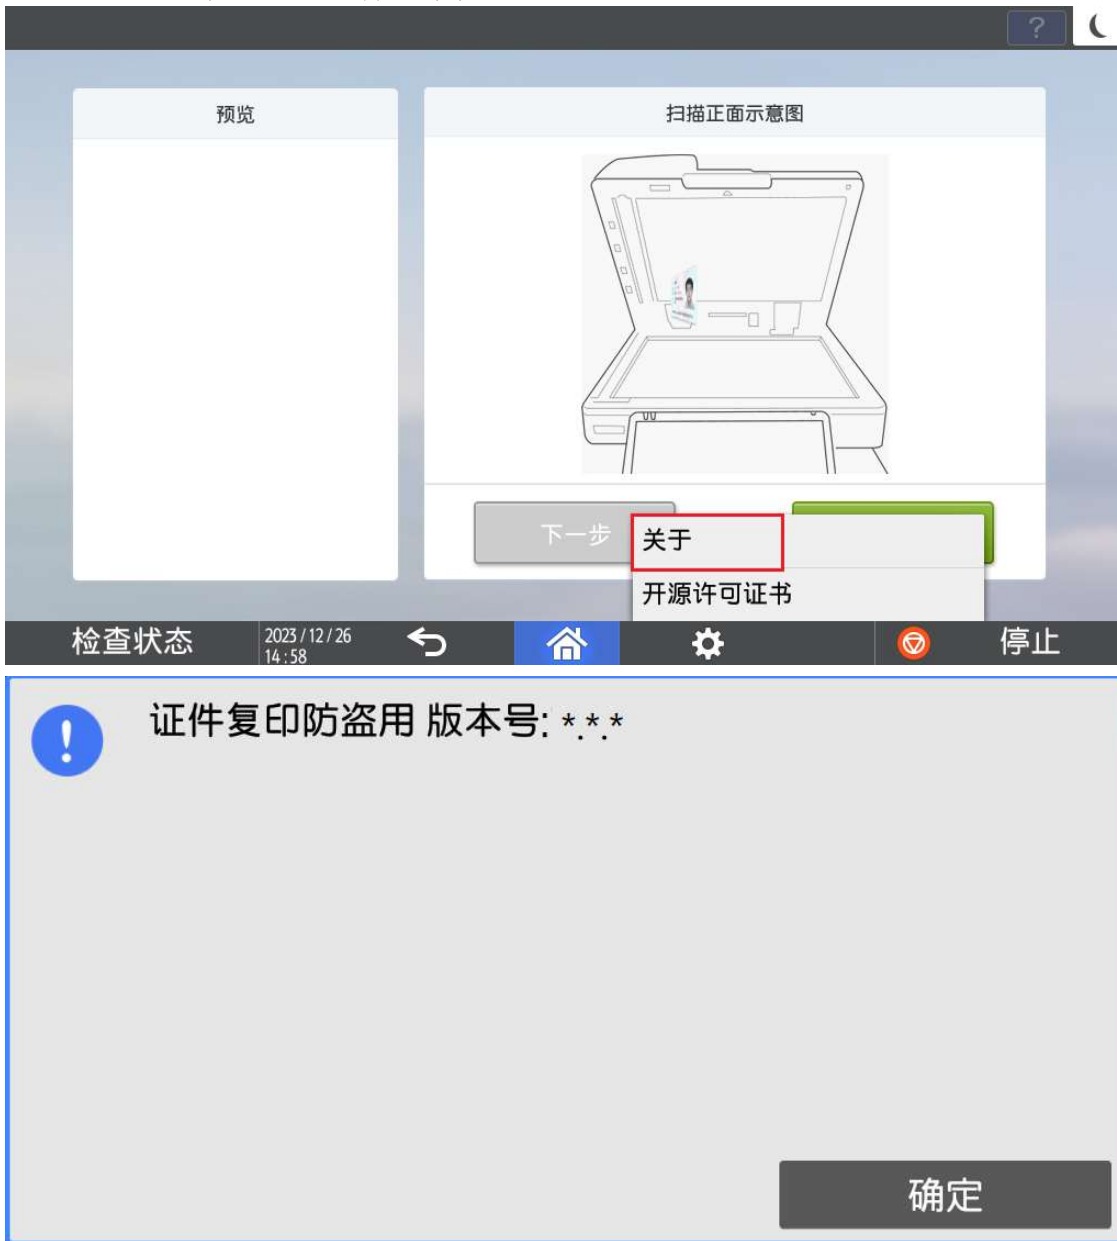 ?
预览
扫描正面示意图
下一步
关于
开源许可证书
检查状态
2023/12/26
14:58
停止
证件复印防盗用 版本号: *.*.*
确定